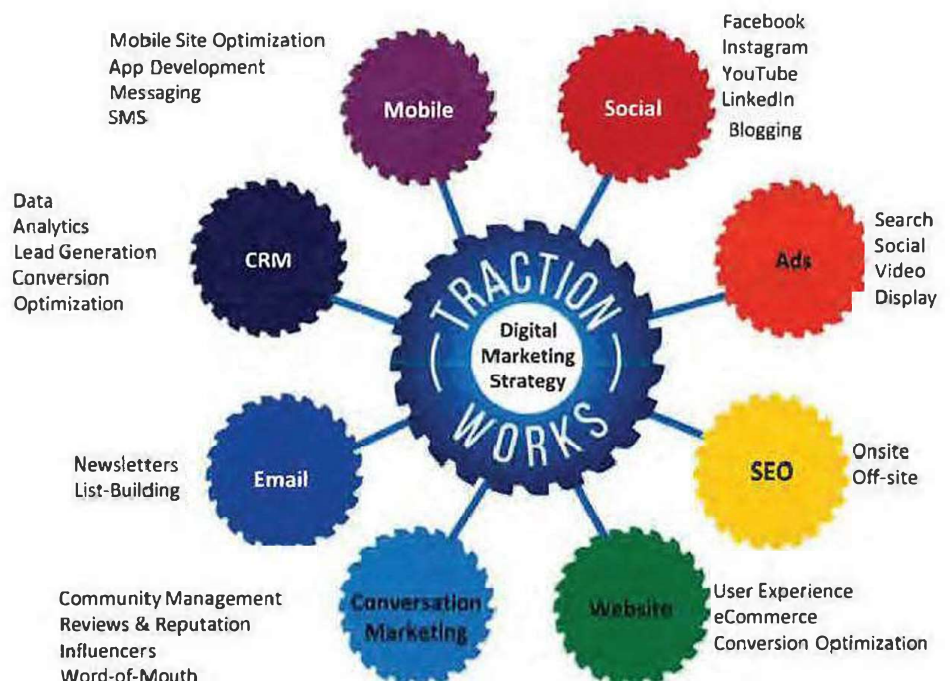 Mobile Site Optimization
App Development
Messaging
SMS
Mobile
Social
Facebook
Instagram
YouTube
LinkedIn
Blogging
Data
Analytics
Lead Generation
Conversion
Optimization
CRM
Ads
Search
Social
Video
Display
TRACTION
Digital
Marketing
Strategy
WORKS
Newsletters
List-Building
Email
SEO
Onsite
Off-site
Community Management
Reviews & Reputation
Influencers
Word-of-Mouth
Conversation
Marketing
Website
User Experience
eCommerce
Conversion Optimization